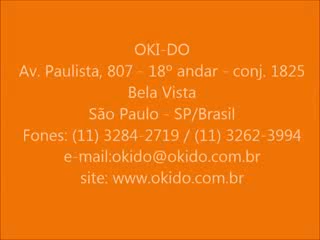 OKI-DO
Av. Paulista, 807 - 18º andar - conj. 1825
Bela Vista
São Paulo - SP/Brasil
Fones: (11) 3284-2719 / (11) 3262-3994
e-mail:okido@okido.com.br
site: www.okido.com.br